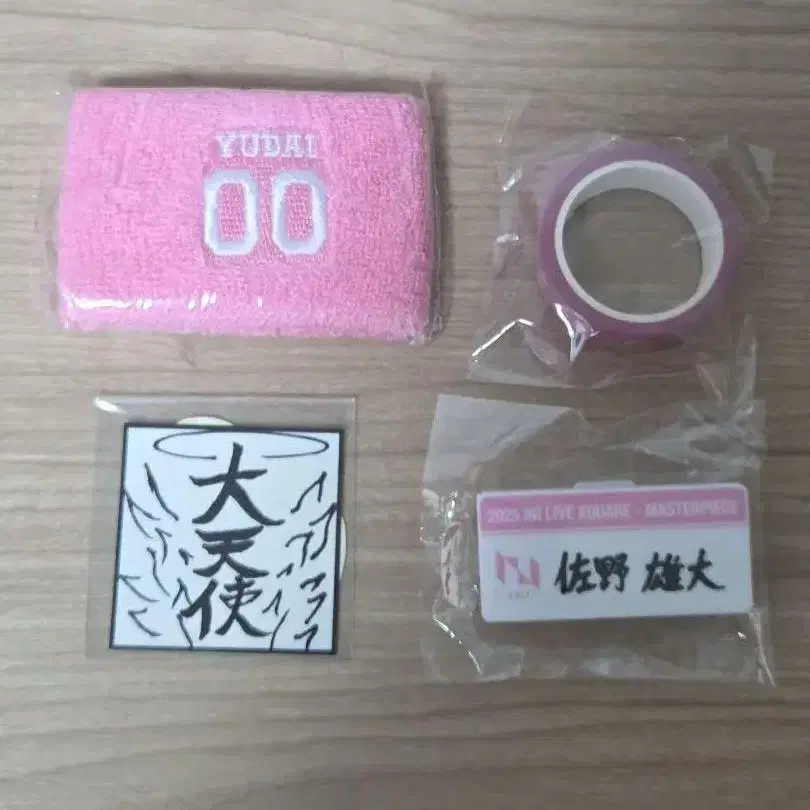 YUDAI
00
大
天
使
2025 INI LIVE SQUARE - MASTERPIECE
佐野 雄大